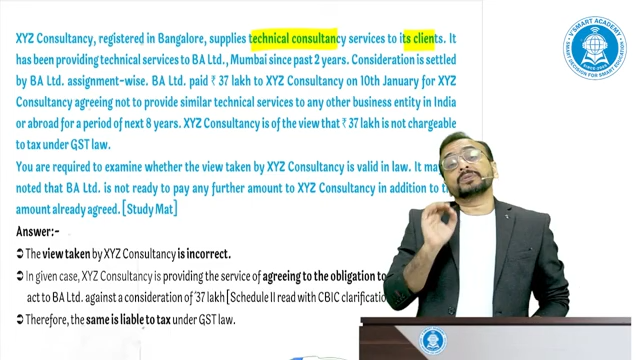 XYZ Consultancy, registered in Bangalore, supplies technical consultancy services to its clients. It
has been providing technical services to BA Ltd., Mumbai since past 2 years. Consideration is settled
by BA Ltd. assignment-wise. BA Ltd. paid ₹ 37 lakh to XYZ Consultancy on 10th January for XYZ
Consultancy agreeing not to provide similar technical services to any other business entity in India
or abroad for a period of next 8 years. XYZ Consultancy is of the view that ₹ 37 lakh is not chargeable
to tax under GST law.
You are required to examine whether the view taken by XYZ Consultancy is valid in law. It
noted that BA Ltd. is not ready to pay any further amount to XYZ Consultancy in addition to
amount already agreed. [Study Mat]
Answer:-
➲ The view taken by XYZ Consultancy is incorrect.
➲ In given case, XYZ Consultancy is providing the service of agreeing to the obligation to
act to BA Ltd. against a consideration of ₹37 lakh [Schedule II read with CBIC
➲ Therefore, the same is liable to tax under GST law.
V SMART ACADEMY
SMART DECISION FOR SMART EDUCATION